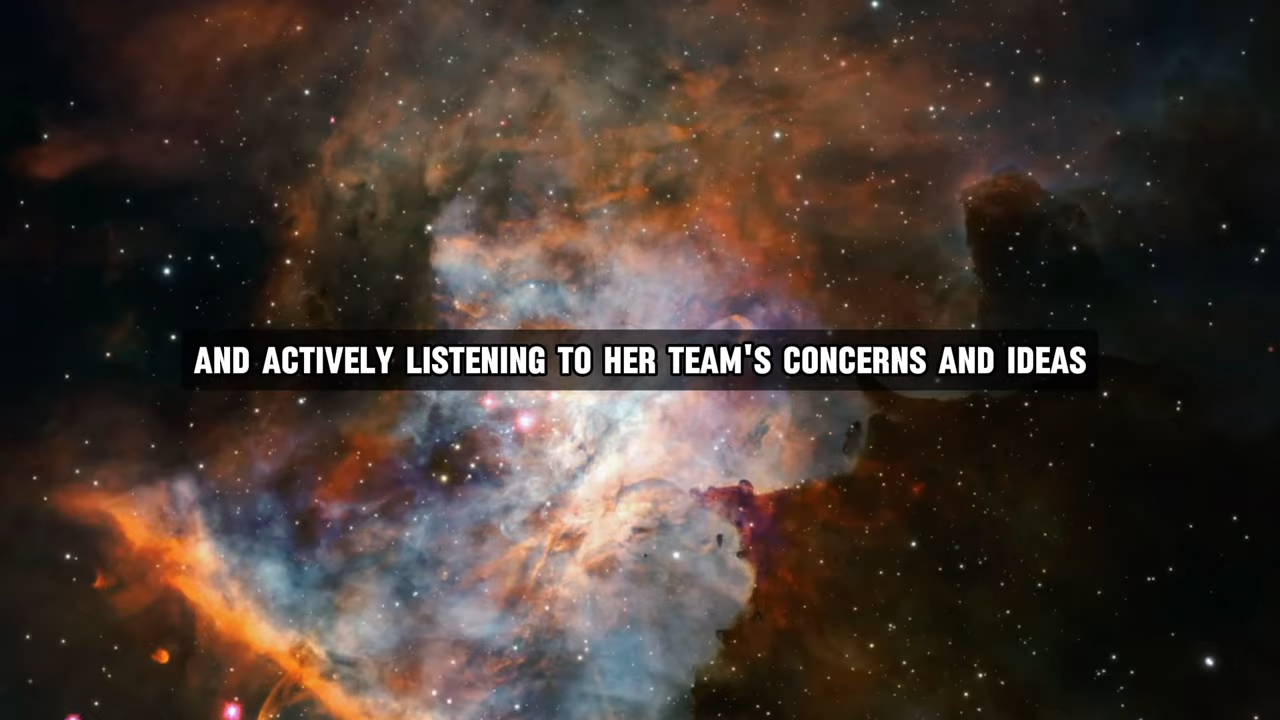 AND ACTIVELY LISTENING TO HER TEAM'S CONCERNS AND IDEAS